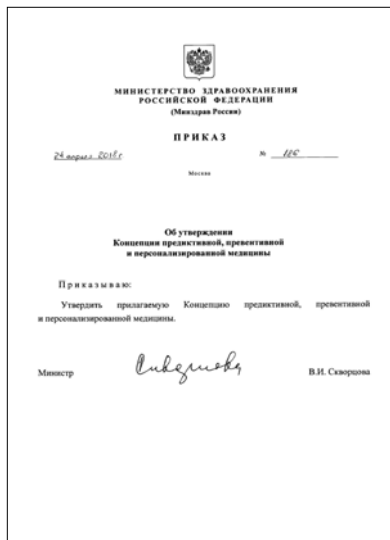 МИНИСТЕРСТВО ЗДРАВООХРАНЕНИЯ
РОССИЙСКОЙ ФЕДЕРАЦИИ
(Минздрав России)
ПРИКАЗ
24 апреля 2018 г. №
Москва
Об утверждении
Концепции предиктивной, превентивной
и персонализированной медицины
Приказываю:
Утвердить прилагаемую Концепцию предиктивной, превентивной
и персонализированной медицины.
Министр В.И. Скворцова